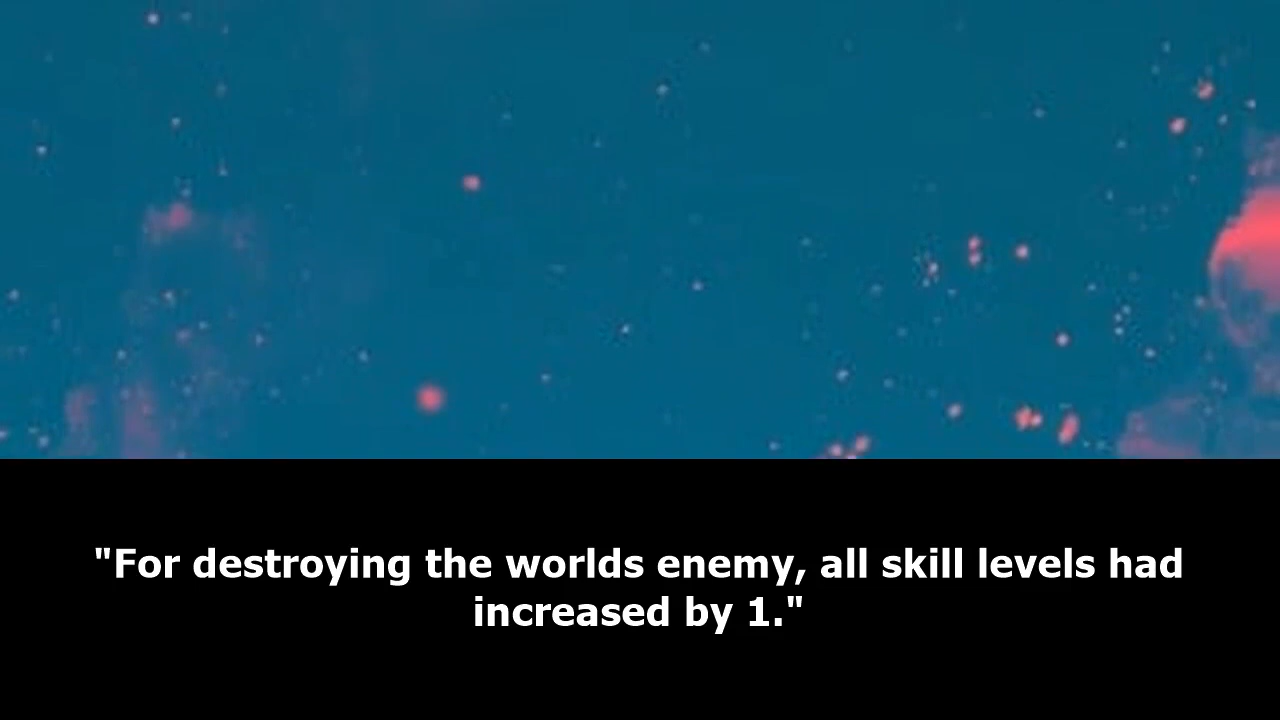 "For destroying the worlds enemy, all skill levels had
increased by 1."